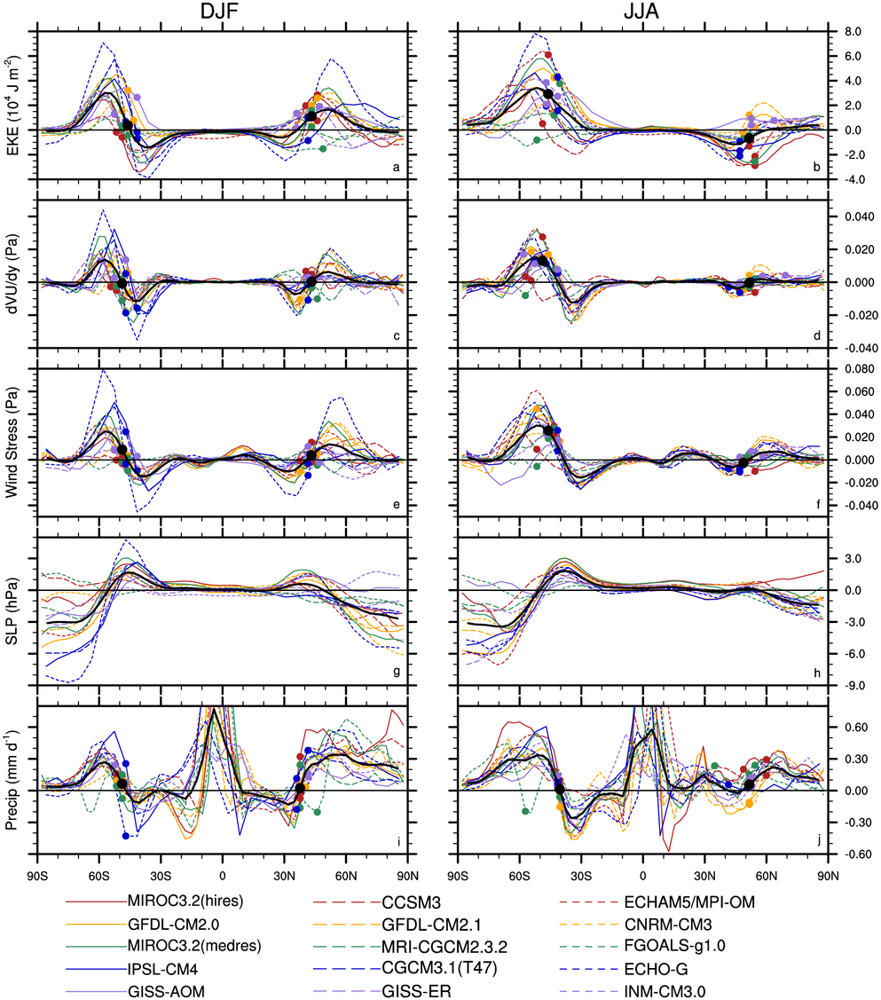 DJF JJA
EKE (10⁴ J m⁻²)
8.0
6.0
4.0
2.0
0.0
-2.0
-4.0
a b
dVU/dy (Pa)
0.040
0.020
0.000
-0.020
-0.040
c d
Wind Stress (Pa)
0.080
0.060
0.040
0.020
0.000
-0.020
-0.040
e f
SLP (hPa)
3.0
0.0
-3.0
-6.0
-9.0
g h
Precip (mm d⁻¹)
0.60
0.30
0.00
-0.30
-0.60
i j
90S 60S 30S 0 30N 60N 90N 90S 60S 30S 0 30N 60N 90N
MIROC3.2(hires) CCSM3 ECHAM5/MPI-OM
GFDL-CM2.0 GFDL-CM2.1 CNRM-CM3
MIROC3.2(medres) MRI-CGCM2.3.2 FGOALS-g1.0
IPSL-CM4 CGCM3.1(T47) ECHO-G
GISS-AOM GISS-ER INM-CM3.0